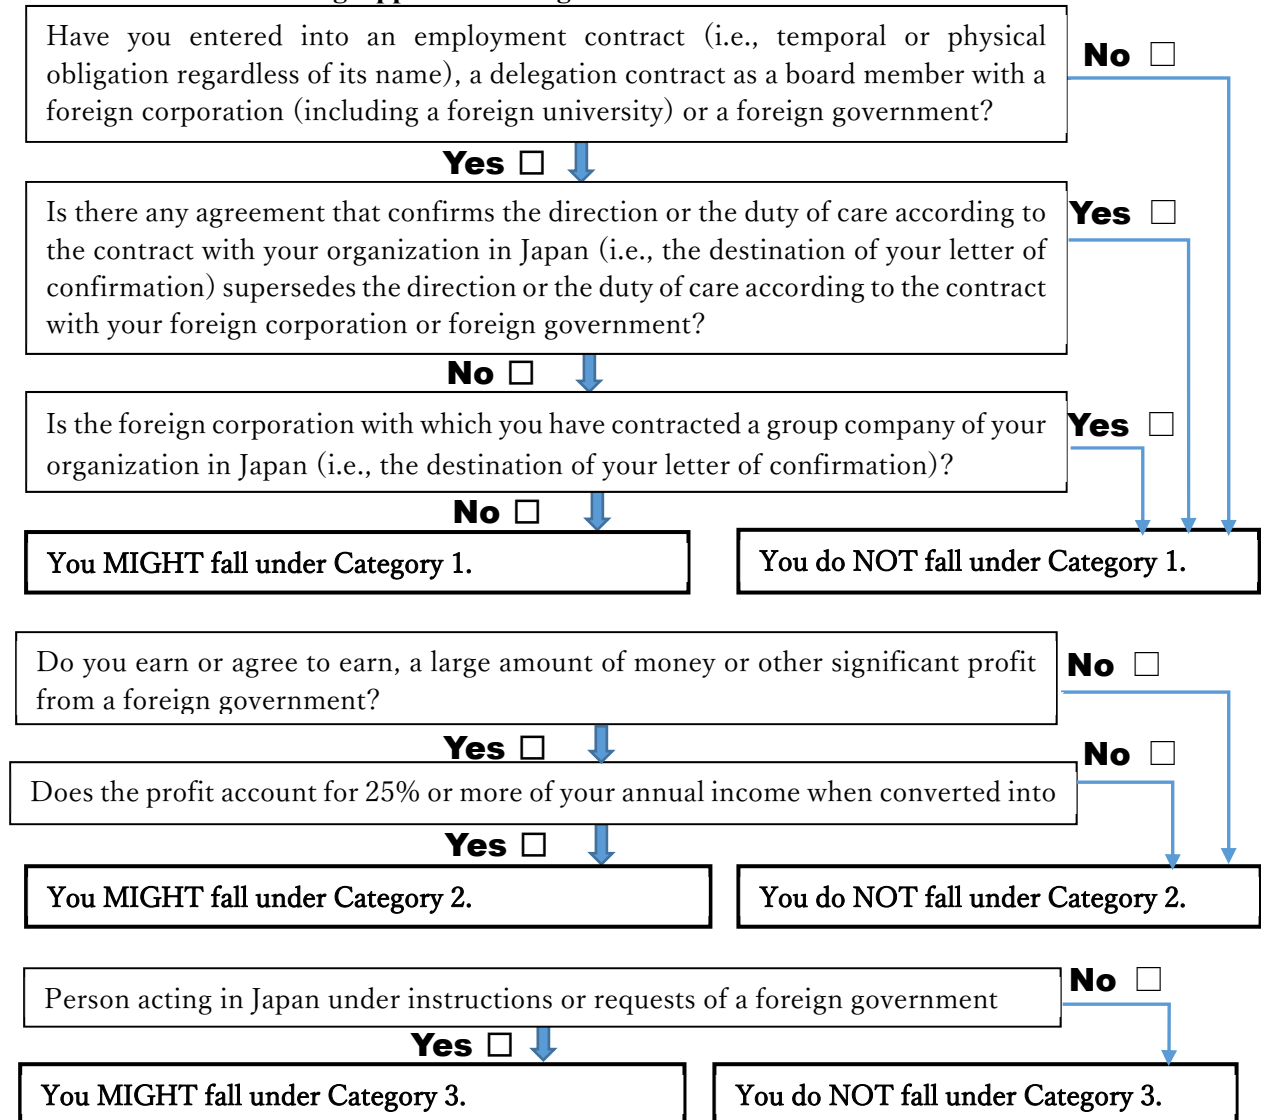 Have you entered into an employment contract (i.e., temporal or physical
obligation regardless of its name), a delegation contract as a board member with a
foreign corporation (including a foreign university) or a foreign government?
No ☐
Yes ☐
Is there any agreement that confirms the direction or the duty of care according to
the contract with your organization in Japan (i.e., the destination of your letter of
confirmation) supersedes the direction or the duty of care according to the contract
with your foreign corporation or foreign government?
Yes ☐
No ☐
Is the foreign corporation with which you have contracted a group company of your
organization in Japan (i.e., the destination of your letter of confirmation)?
Yes ☐
No ☐
You MIGHT fall under Category 1.
You do NOT fall under Category 1.
Do you earn or agree to earn, a large amount of money or other significant profit
from a foreign government?
No ☐
Yes ☐
Does the profit account for 25% or more of your annual income when converted into
No ☐
Yes ☐
You MIGHT fall under Category 2.
You do NOT fall under Category 2.
Person acting in Japan under instructions or requests of a foreign government
No ☐
Yes ☐
You MIGHT fall under Category 3.
You do NOT fall under Category 3.